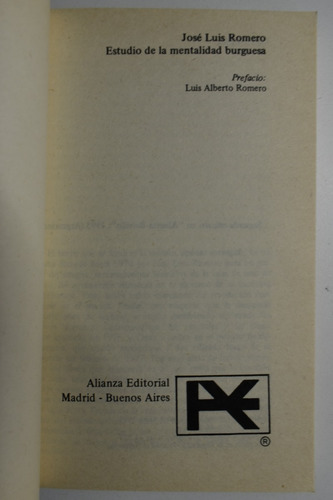 José Luis Romero
Estudio de la mentalidad burguesa
Prefacio:
Luis Alberto Romero
Alianza Editorial
Madrid - Buenos Aires
®